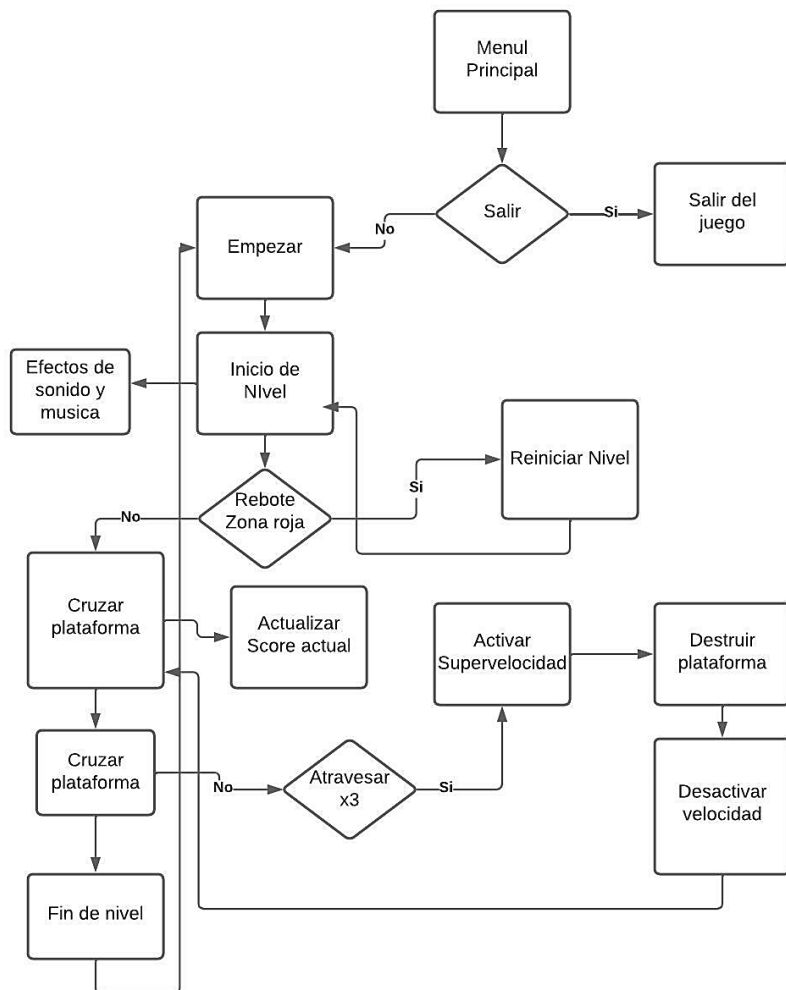 Menul
Principal
Salir
Si
Salir del
juego
No
Empezar
Inicio de
NIvel
Efectos de
sonido y
musica
Reiniciar Nivel
Si
Rebote
Zona roja
No
Cruzar
plataforma
Actualizar
Score actual
Activar
Supervelocidad
Destruir
plataforma
Cruzar
plataforma
No
Atravesar
x3
Si
Desactivar
velocidad
Fin de nivel